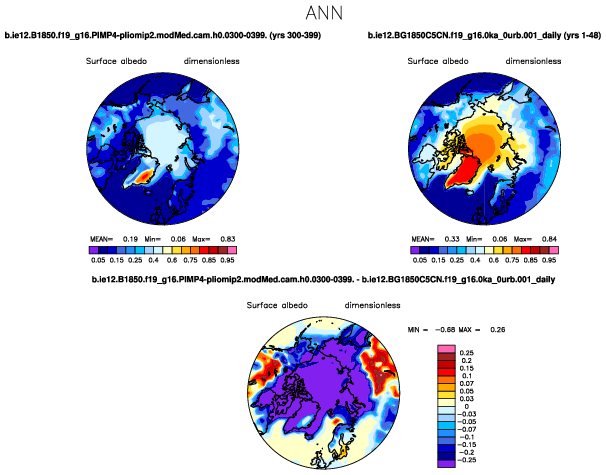 ANN
b.ie12.B1850.f19_g16.PIMP4-pliomip2.modMed.cam.h0.0300-0399. (yrs 300-399)
b.ie12.BG1850C5CN.f19_g16.0ka_0urb.001_daily (yrs 1-48)
Surface albedo dimensionless
Surface albedo dimensionless
MEAN= 0.19 Min= 0.06 Max= 0.83
MEAN= 0.33 Min= 0.06 Max= 0.84
0.05 0.15 0.25 0.4 0.6 0.75 0.85 0.95
0.05 0.15 0.25 0.4 0.6 0.75 0.85 0.95
b.ie12.B1850.f19_g16.PIMP4-pliomip2.modMed.cam.h0.0300-0399. - b.ie12.BG1850C5CN.f19_g16.0ka_0urb.001_daily
Surface albedo dimensionless
MIN = -0.68 MAX = 0.26
0.25
0.2
0.15
0.1
0.07
0.05
0.03
0
-0.03
-0.05
-0.07
-0.1
-0.15
-0.2
-0.25